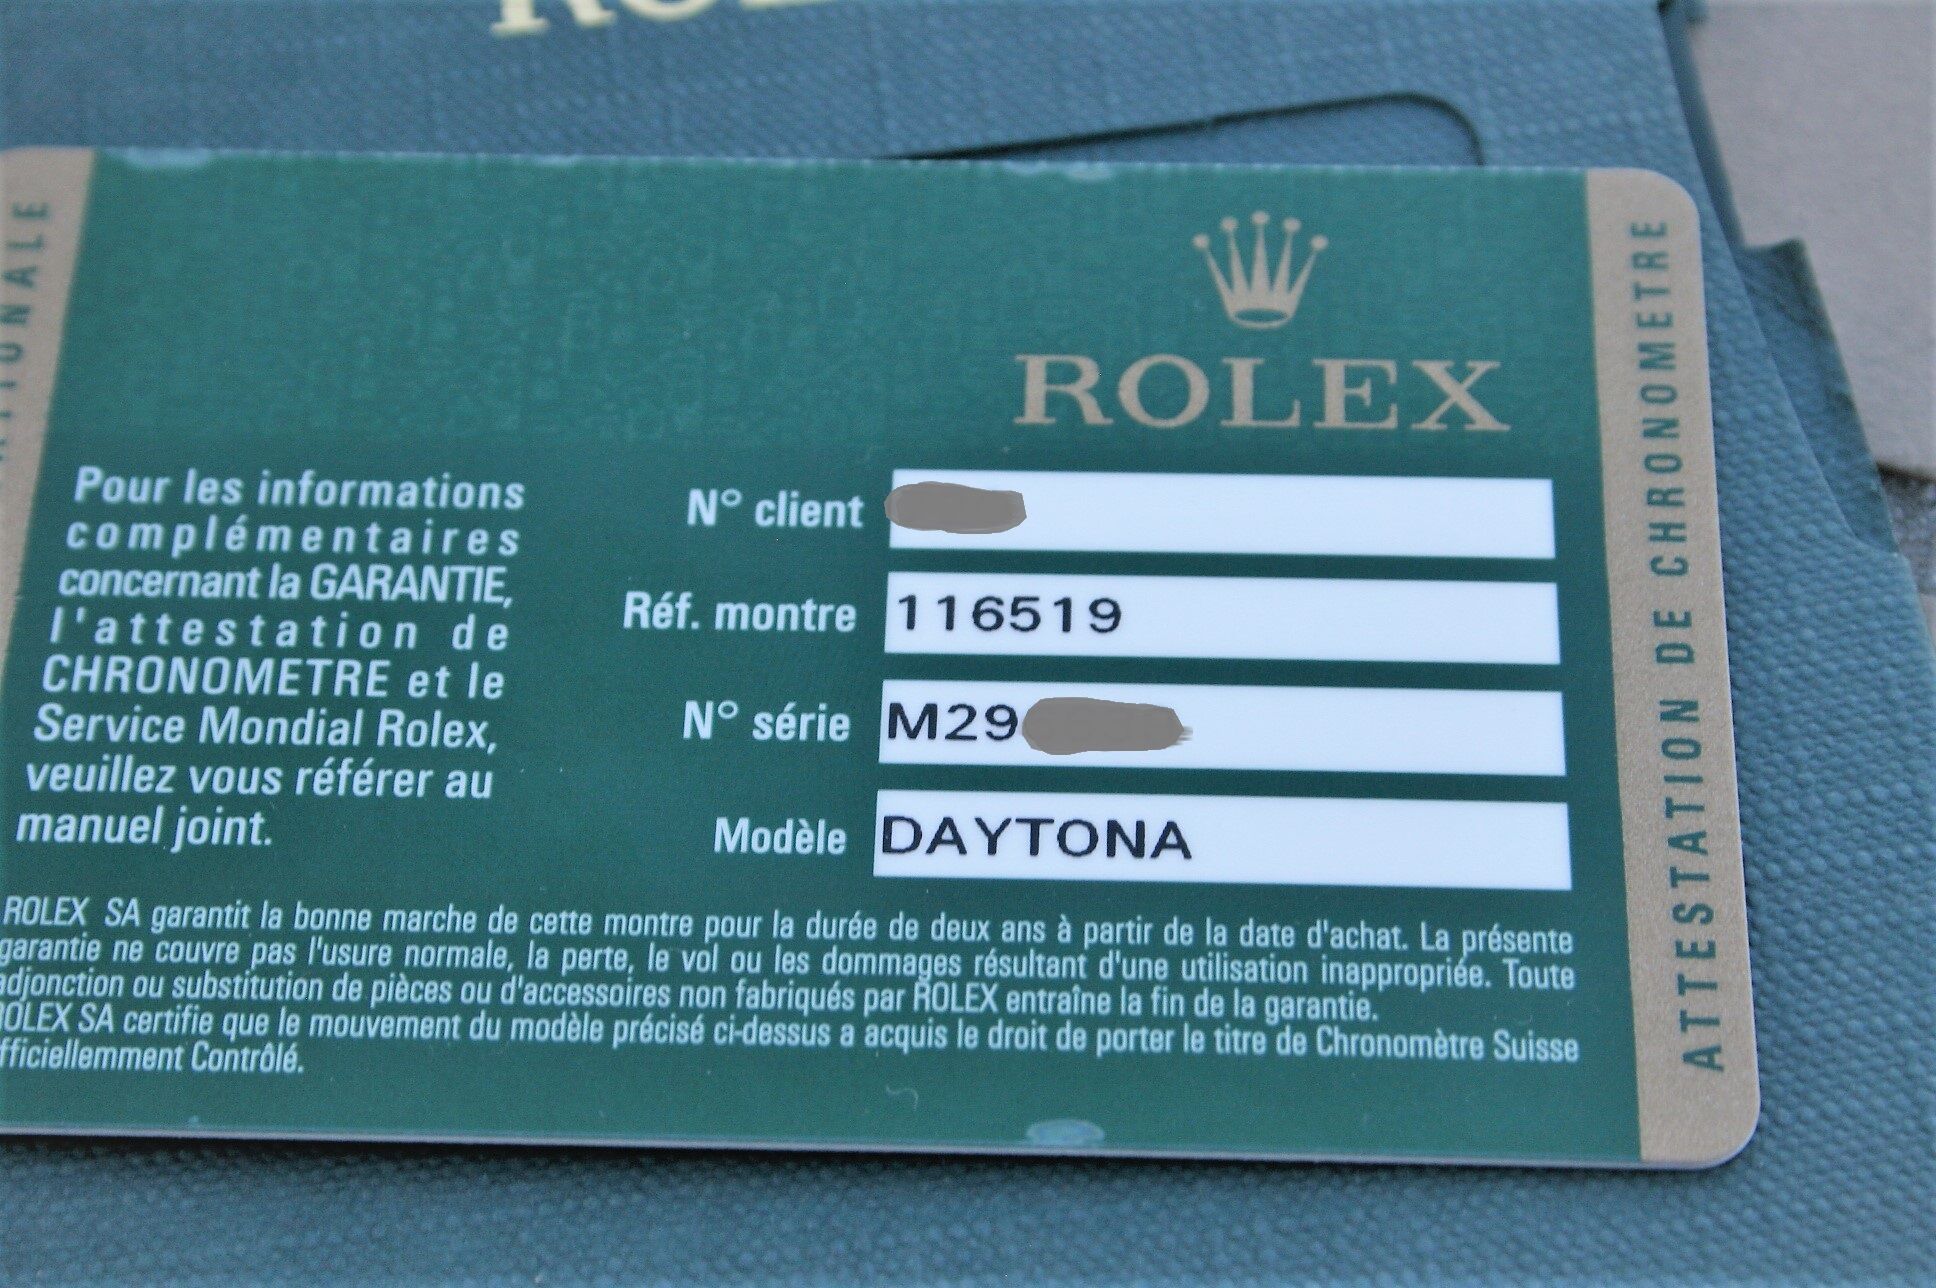 ROLEX
Pour les informations
complémentaires
concernant la GARANTIE,
l'attestation de
CHRONOMETRE et le
Service Mondial Rolex,
veuillez vous référer au
manuel joint.
N° client
Réf. montre 116519
N° série M29
Modèle DAYTONA
ROLEX SA garantit la bonne marche de cette montre pour la durée de deux ans à partir de la date d'achat. La présente
garantie ne couvre pas l'usure normale, la perte, le vol ou les dommages résultant d'une utilisation inappropriée. Toute
adjonction ou substitution de pièces ou d'accessoires non fabriqués par ROLEX entraîne la fin de la garantie.
ROLEX SA certifie que le mouvement du modèle précisé ci-dessus a acquis le droit de porter le titre de Chronomètre Suisse
fficiellemment Contrôlé.
ATTESTATION DE CHRONOMETRE